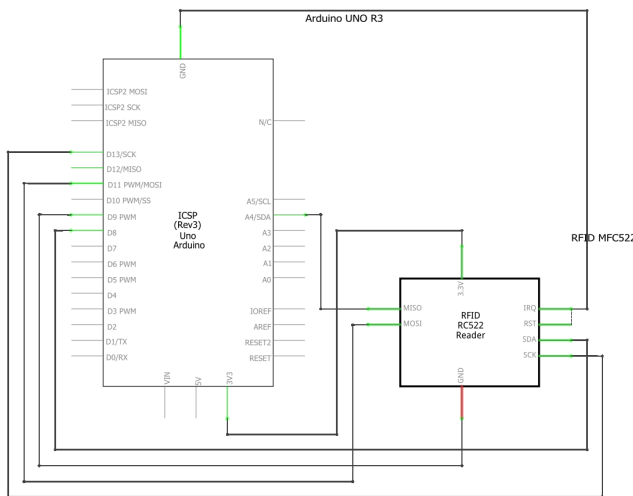 Arduino UNO R3
GND
ICSP2 MOSI
ICSP2 SCK
ICSP2 MISO
N/C
D13/SCK
D12/MISO
D11 PWM/MOSI
D10 PWM/SS
D9 PWM
D8
D7
D6 PWM
D5 PWM
D4
D3 PWM
D2
D1/TX
D0/RX
ICSP
(Rev3)
Uno
Arduino
A5/SCL
A4/SDA
A3
A2
A1
A0
IOREF
AREF
RESET2
RESET
VIN
5V
3V3
RFID MFC522
3.3V
MISO
MOSI
RFID
RC522
Reader
IRQ
RST
SDA
SCK
GND